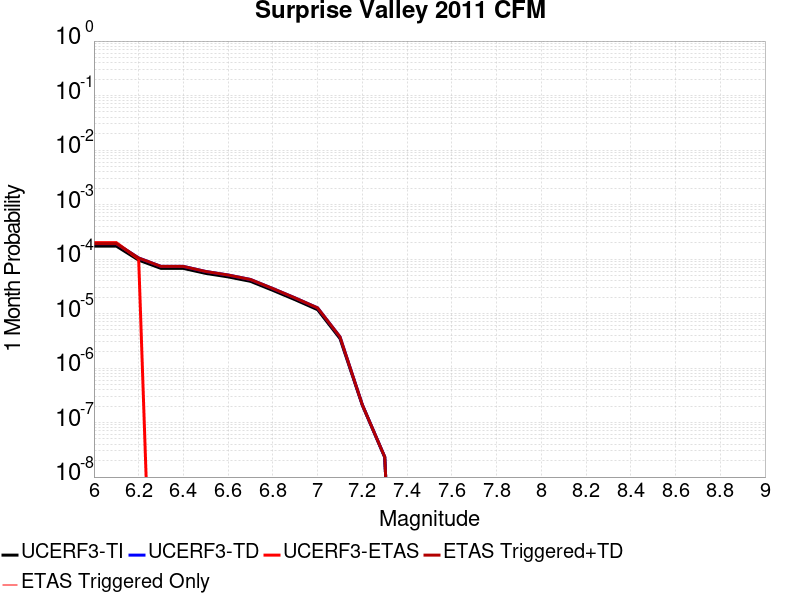 Surprise Valley 2011 CFM
10 0
10 -1
10 -2
10 -3
10 -4
10 -5
10 -6
10 -7
10 -8
1 Month Probability
6 6.2 6.4 6.6 6.8 7 7.2 7.4 7.6 7.8 8 8.2 8.4 8.6 8.8 9
Magnitude
UCERF3-TI UCERF3-TD UCERF3-ETAS ETAS Triggered+TD
ETAS Triggered Only